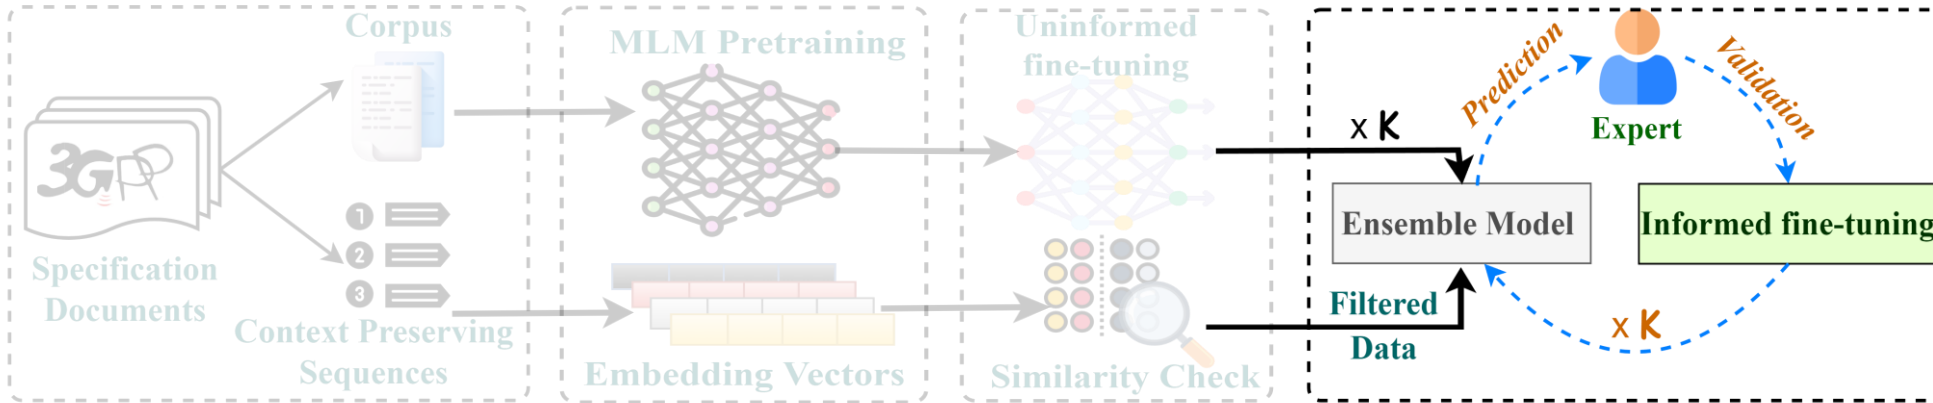 Corpus
3GPP
Specification
Documents
1
2
3
Context Preserving
Sequences
MLM Pretraining
Embedding Vectors
Uninformed
fine-tuning
Similarity Check
x K
Prediction
Expert
Validation
Ensemble Model
Informed fine-tuning
Filtered
Data
x K